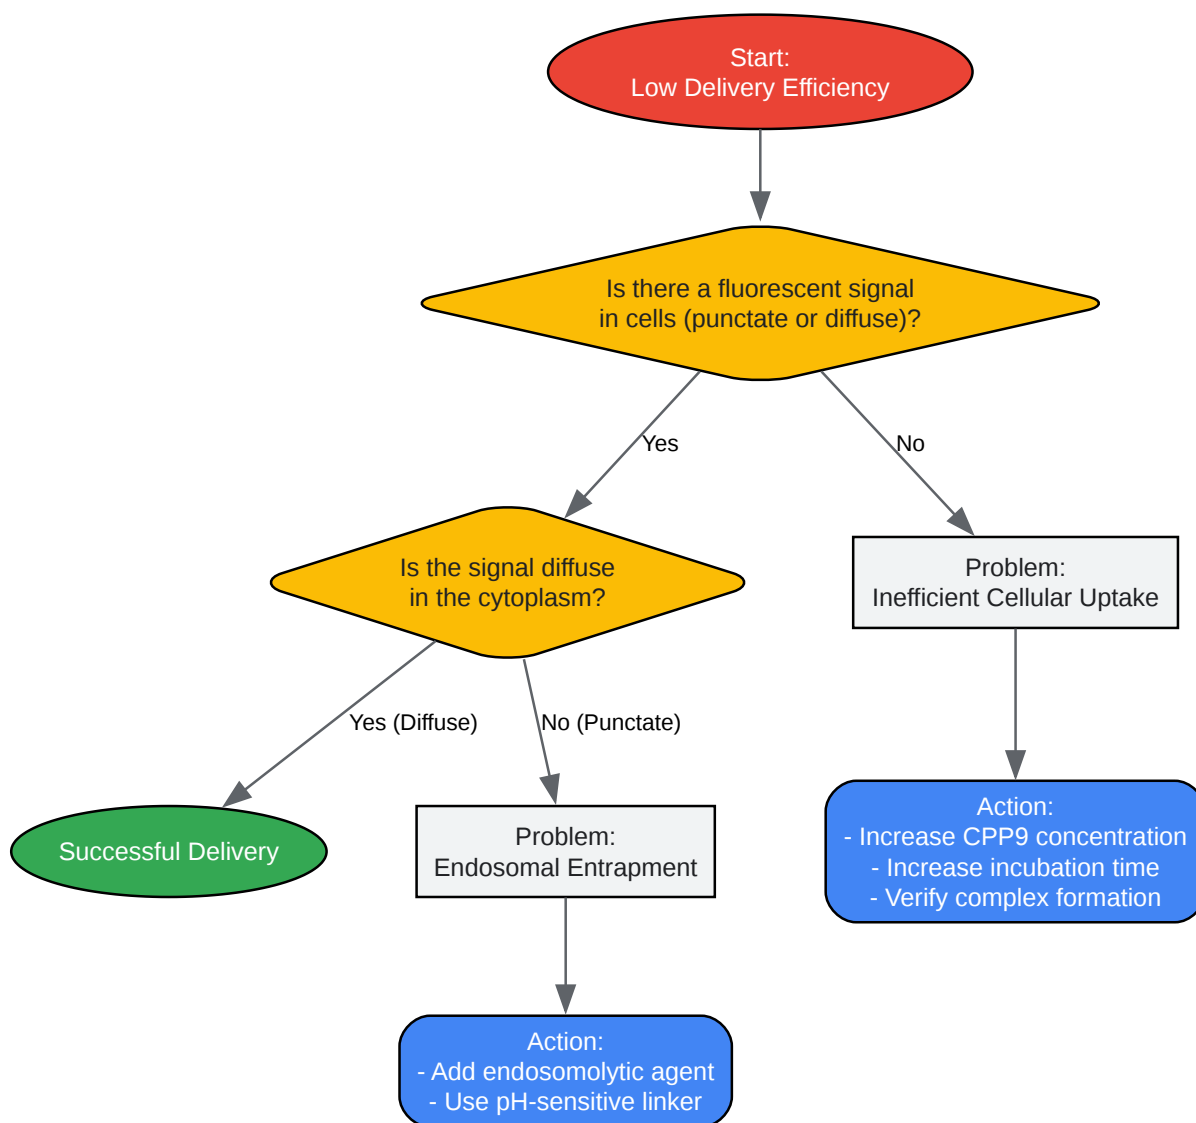 Start:
Low Delivery Efficiency
Is there a fluorescent signal
in cells (punctate or diffuse)?
Yes
No
Is the signal diffuse
in the cytoplasm?
Problem:
Inefficient Cellular Uptake
Yes (Diffuse)
No (Punctate)
Successful Delivery
Problem:
Endosomal Entrapment
Action:
- Increase CPP9 concentration
- Increase incubation time
- Verify complex formation
Action:
- Add endosomolytic agent
- Use pH-sensitive linker